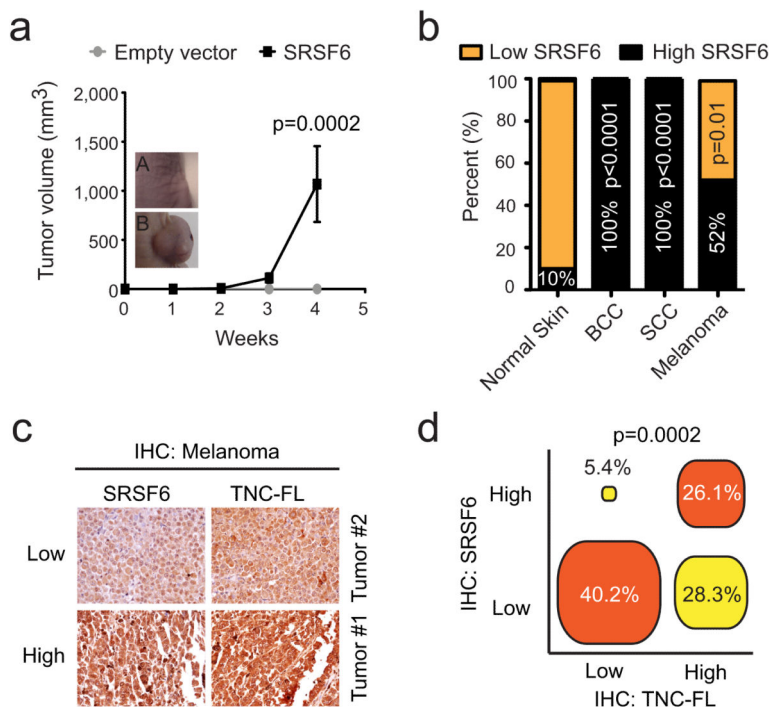 a
Empty vector
SRSF6
Tumor volume (mm3)
2,000
1,500
1,000
500
0
p=0.0002
A
B
0 1 2 3 4 5
Weeks
b
Low SRSF6
High SRSF6
Percent (%)
100
80
60
40
20
0
10%
100% p<0.0001
100% p<0.0001
p=0.01
52%
Normal Skin
BCC
SCC
Melanoma
c
IHC: Melanoma
SRSF6
TNC-FL
Low
Tumor #2
High
Tumor #1
d
p=0.0002
IHC: SRSF6
High
5.4%
26.1%
Low
40.2%
28.3%
Low
High
IHC: TNC-FL